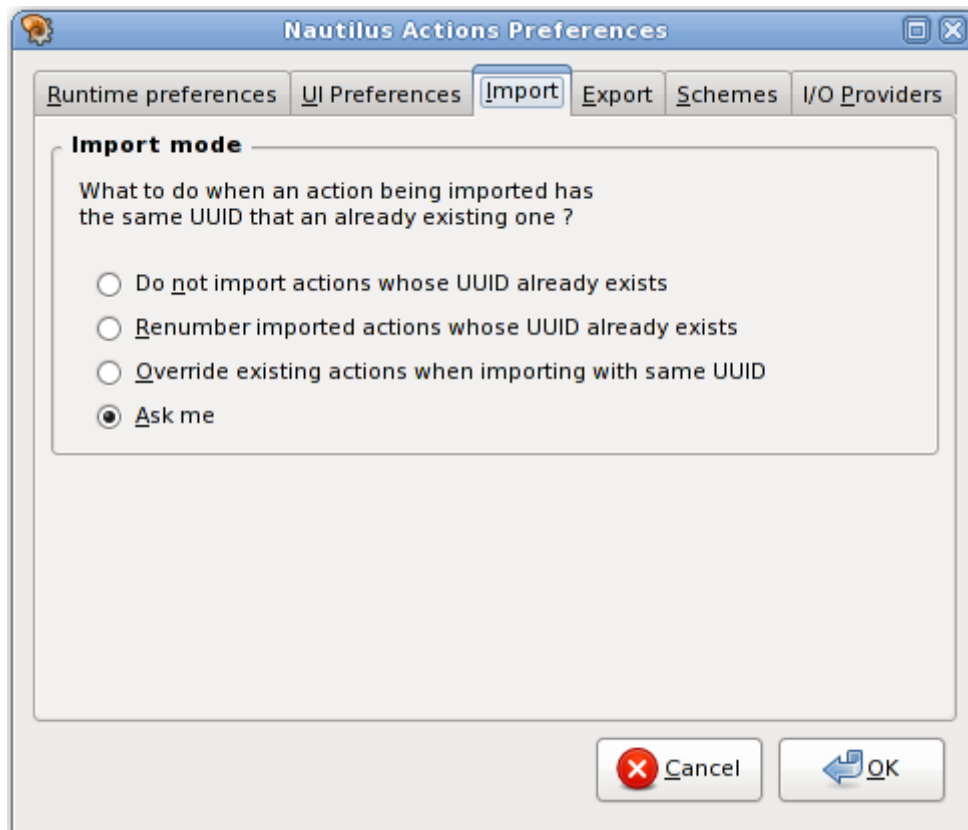 Nautilus Actions Preferences
Runtime preferences UI Preferences Import Export Schemes I/O Providers
Import mode
What to do when an action being imported has
the same UUID that an already existing one ?
Do not import actions whose UUID already exists
Renumber imported actions whose UUID already exists
Override existing actions when importing with same UUID
Ask me
Cancel OK